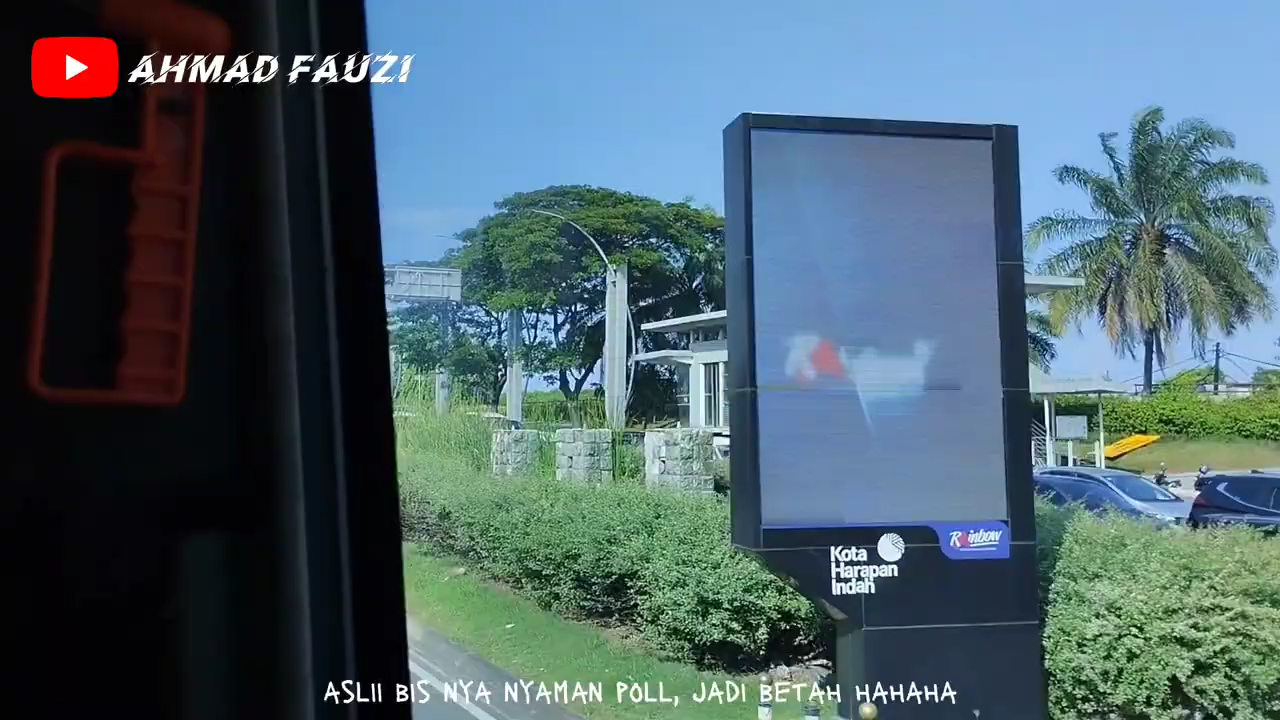 AHMAD FAUZI
Kota
Harapan
Indah
Rainbow
ASLII BIS NYA NYAMAN POLL, JADI BETAH HAHAHA